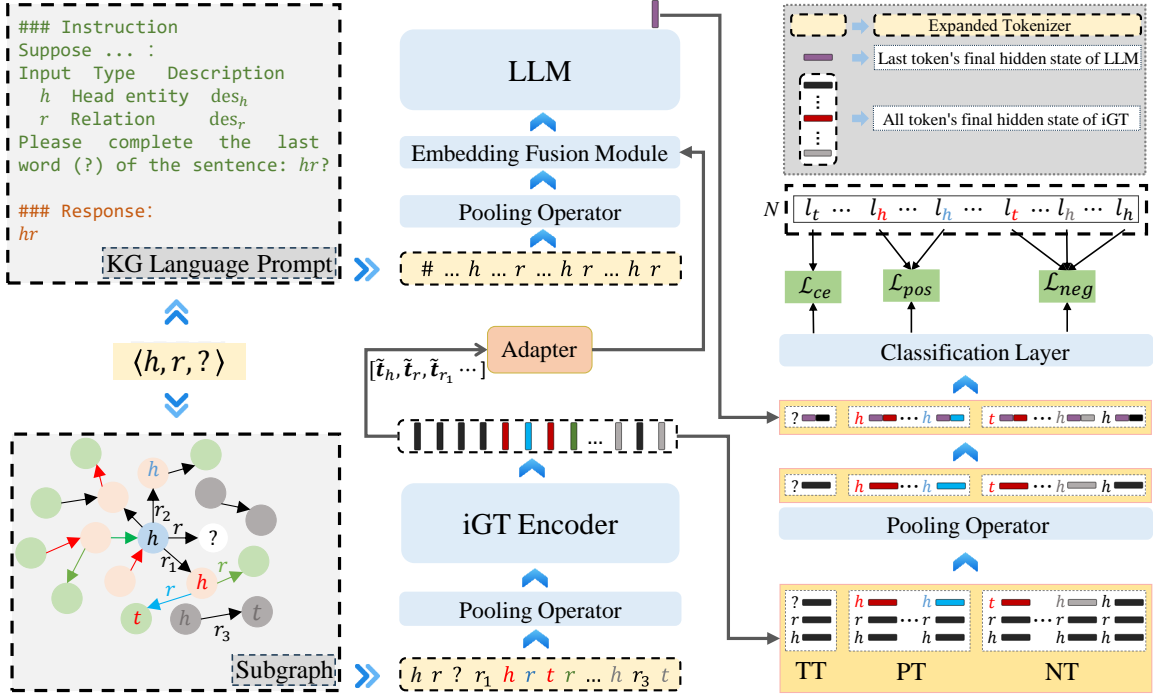 ### Instruction
Suppose ... :
Input Type Description
h Head entity des_h
r Relation des_r
Please complete the last
word (?) of the sentence: hr?
### Response:
hr
KG Language Prompt
⟨h, r, ?⟩
h
r_2
r
h
?
r_1
r
h
r
t
h
t
r_3
Subgraph
LLM
Embedding Fusion Module
Pooling Operator
# ... h ... r ... h r ... h r
Adapter
[t̃_h, t̃_r, t̃_{r_1} ⋯]
...
iGT Encoder
Pooling Operator
h r ? r_1 h r t r ... h r_3 t
Expanded Tokenizer
Last token's final hidden state of LLM
⋮
⋮
All token's final hidden state of iGT
N l_t ⋯ l_h ⋯ l_h ⋯ l_t ⋯ l_h ⋯ l_h
ℒ_ce
ℒ_pos
ℒ_neg
Classification Layer
? h ⋯ h t ⋯ h h
? h ⋯ h t ⋯ h h
Pooling Operator
? h h t h h
r r ⋯ r r ⋯ r r
h h h h h h
TT PT NT